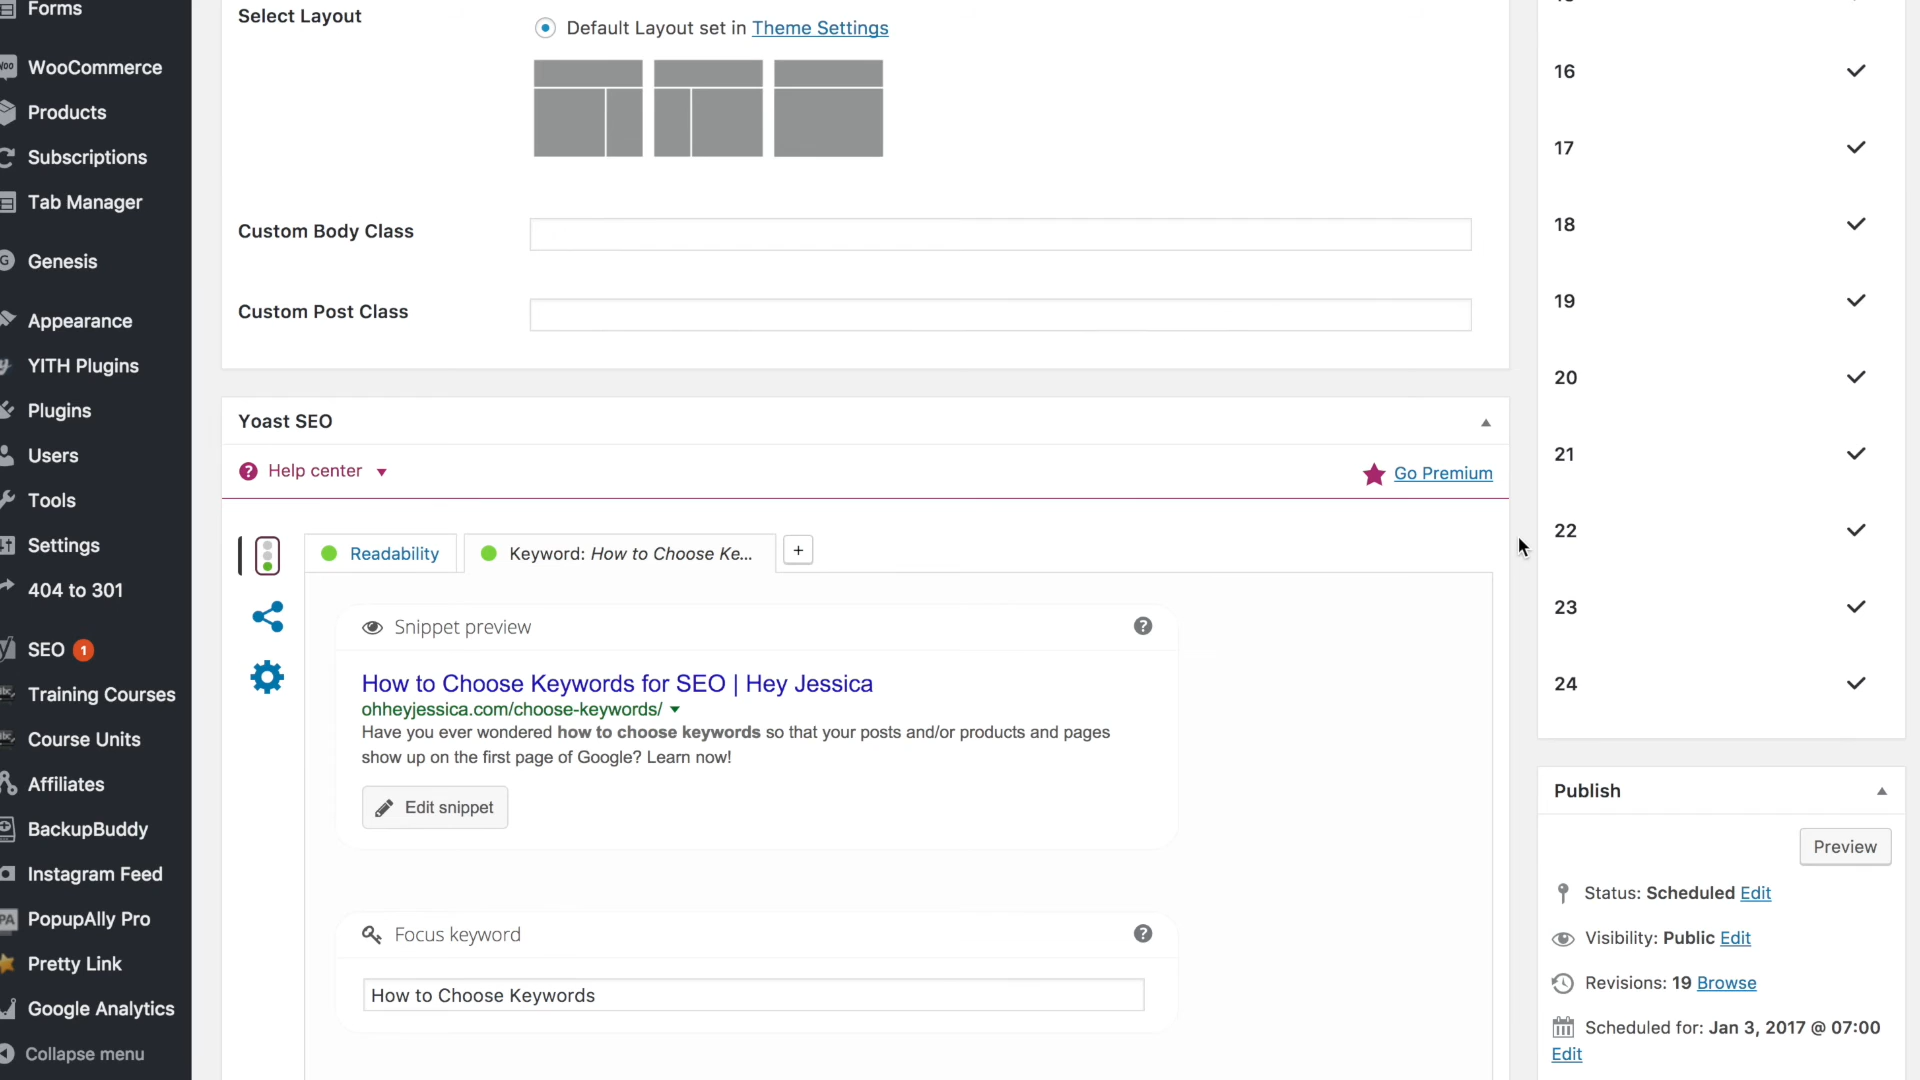 Forms
WooCommerce
Products
Subscriptions
Tab Manager
Genesis
Appearance
YITH Plugins
Plugins
Users
Tools
Settings
404 to 301
SEO 1
Training Courses
Course Units
Affiliates
BackupBuddy
Instagram Feed
PopupAlly Pro
Pretty Link
Google Analytics
Collapse menu
Select Layout
Default Layout set in Theme Settings
Custom Body Class
Custom Post Class
Yoast SEO
Help center
Go Premium
Readability
Keyword: How to Choose Ke...
+
Snippet preview
How to Choose Keywords for SEO | Hey Jessica
ohheyjessica.com/choose-keywords/
Have you ever wondered how to choose keywords so that your posts and/or products and pages
show up on the first page of Google? Learn now!
Edit snippet
Focus keyword
How to Choose Keywords
16
17
18
19
20
21
22
23
24
Publish
Preview
Status: Scheduled Edit
Visibility: Public Edit
Revisions: 19 Browse
Scheduled for: Jan 3, 2017 @ 07:00
Edit